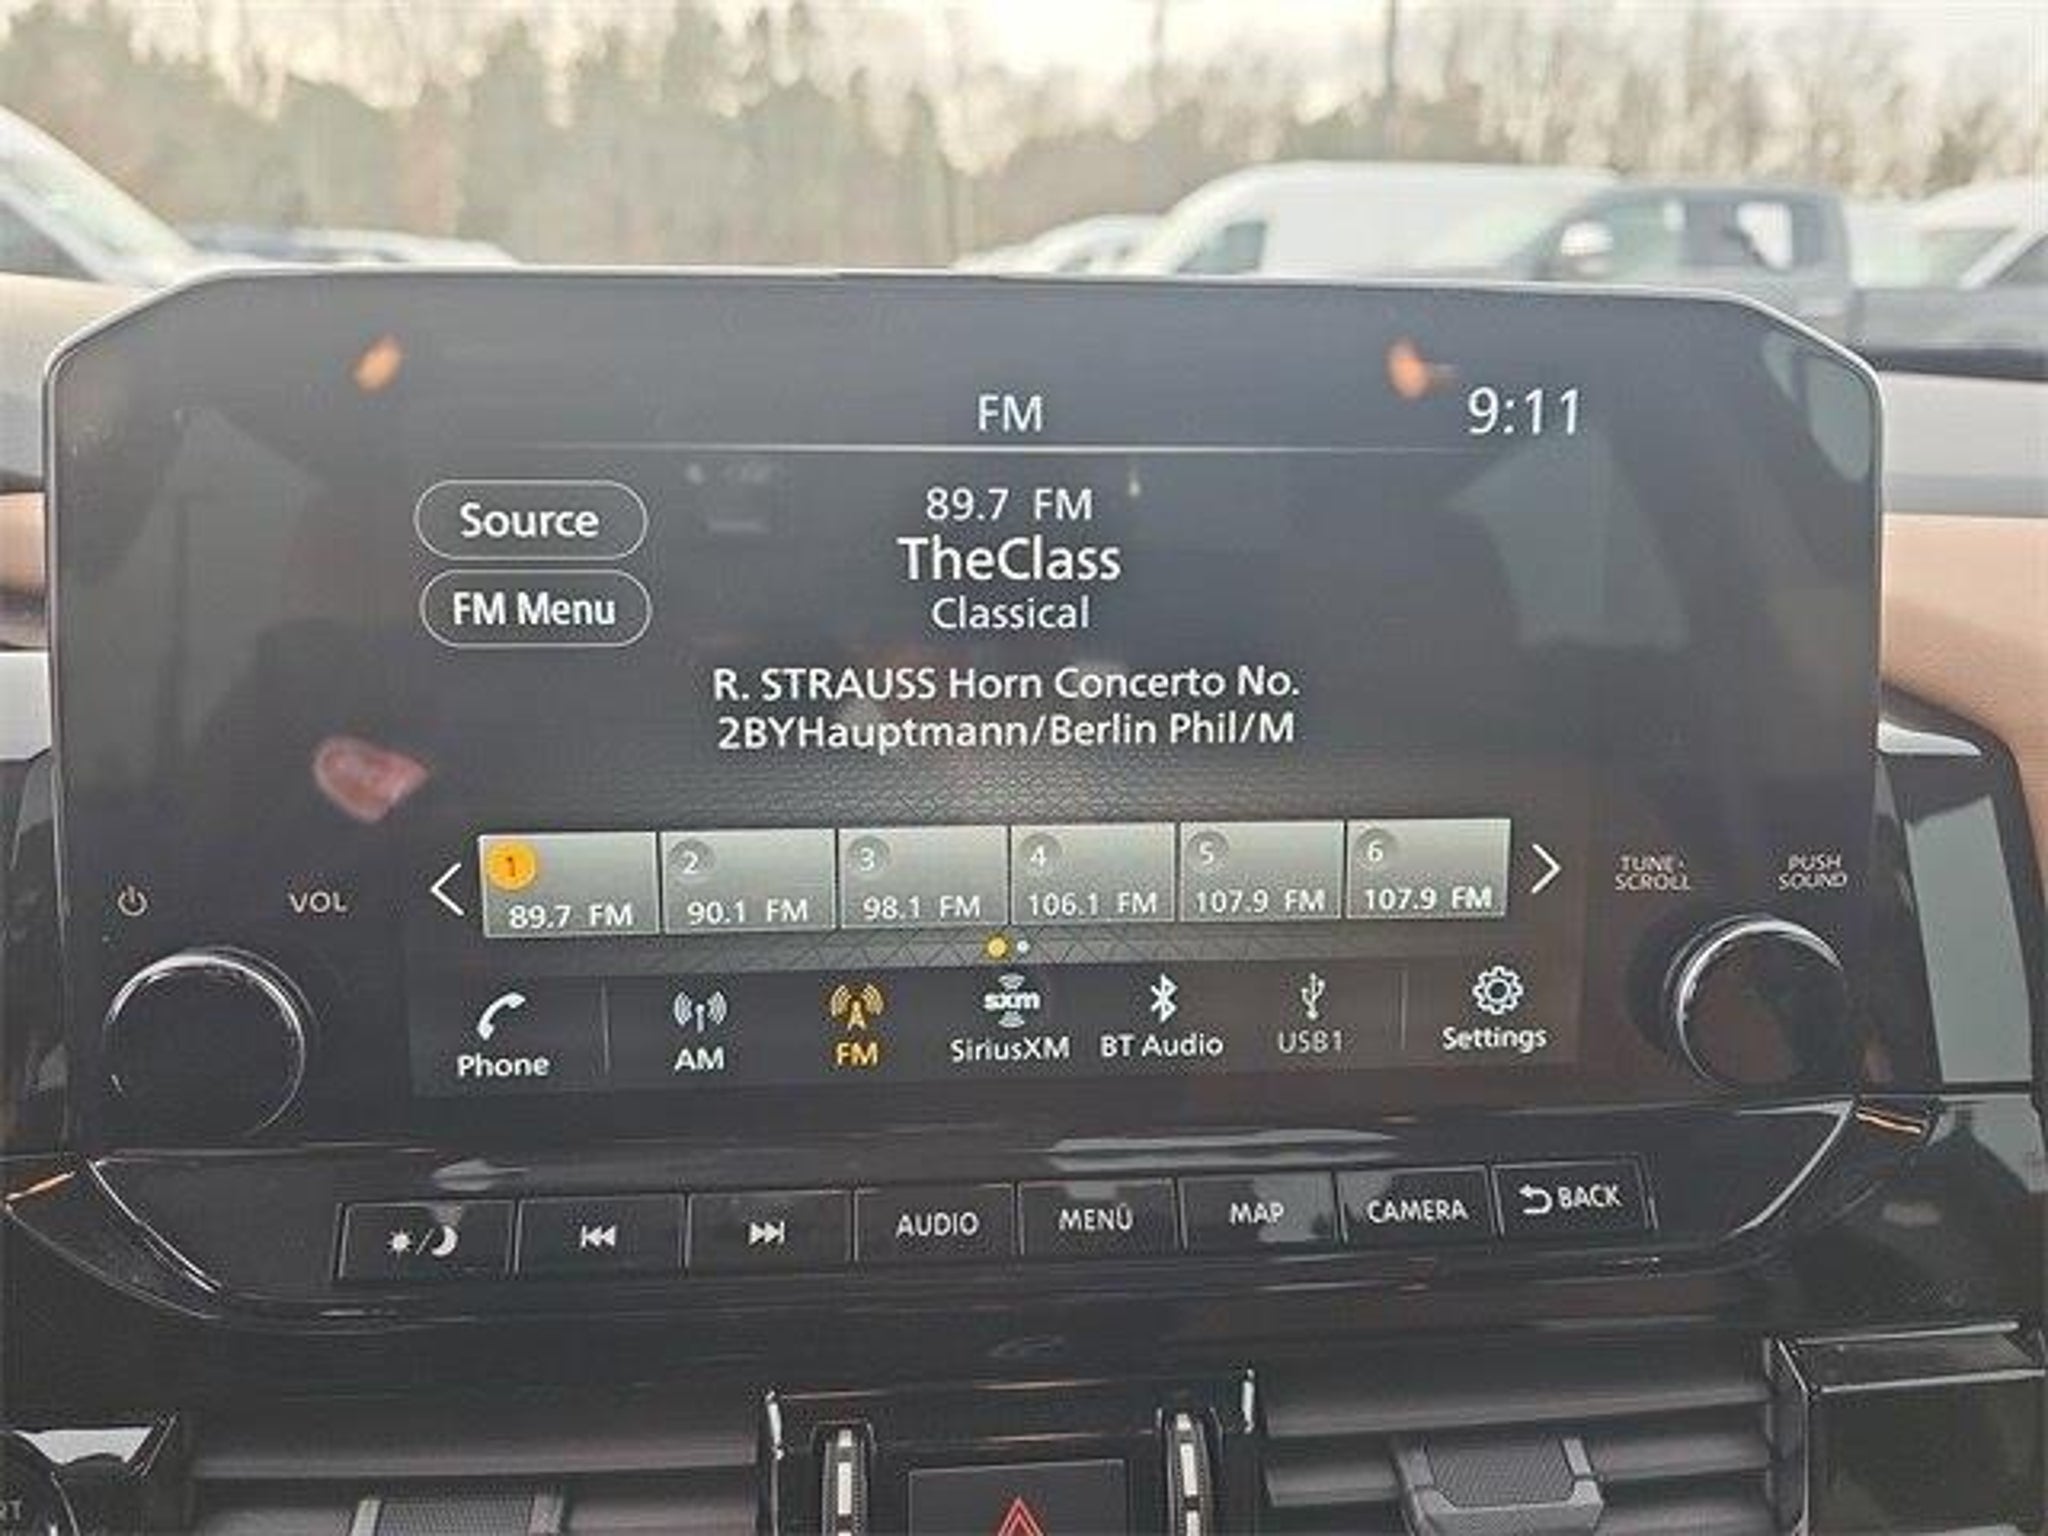 FM
9:11
Source
89.7 FM
TheClass
FM Menu
Classical
R. STRAUSS Horn Concerto No.
2BYHauptmann/Berlin Phil/M
VOL
1
89.7 FM
2
90.1 FM
3
98.1 FM
4
106.1 FM
5
107.9 FM
6
107.9 FM
TUNE·
SCROLL
PUSH
SOUND
Phone
AM
FM
sxm
SiriusXM
BT Audio
USB1
Settings
AUDIO
MENU
MAP
CAMERA
BACK